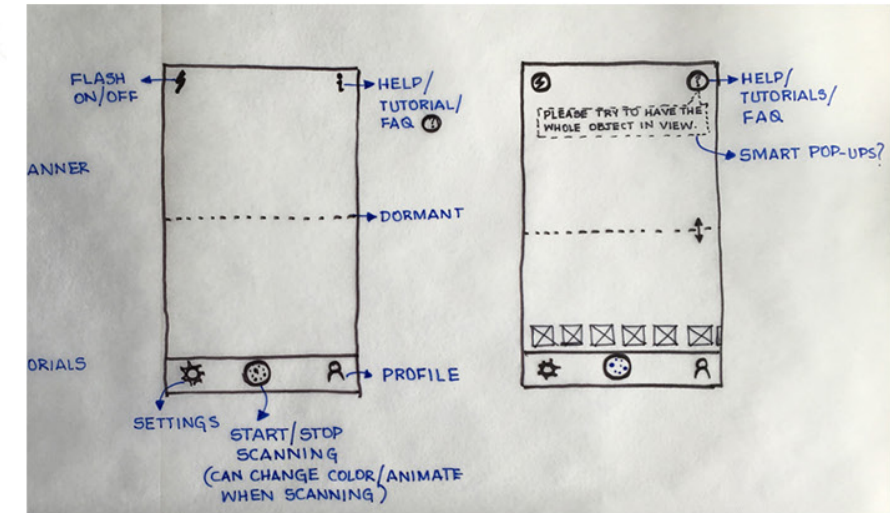 FLASH
ON/OFF
HELP/
TUTORIAL/
FAQ
ANNER
DORMANT
ORIALS
PROFILE
SETTINGS
START/STOP
SCANNING
(CAN CHANGE COLOR/ANIMATE
WHEN SCANNING)
HELP/
TUTORIALS/
FAQ
PLEASE TRY TO HAVE THE
WHOLE OBJECT IN VIEW.
SMART POP-UPS?